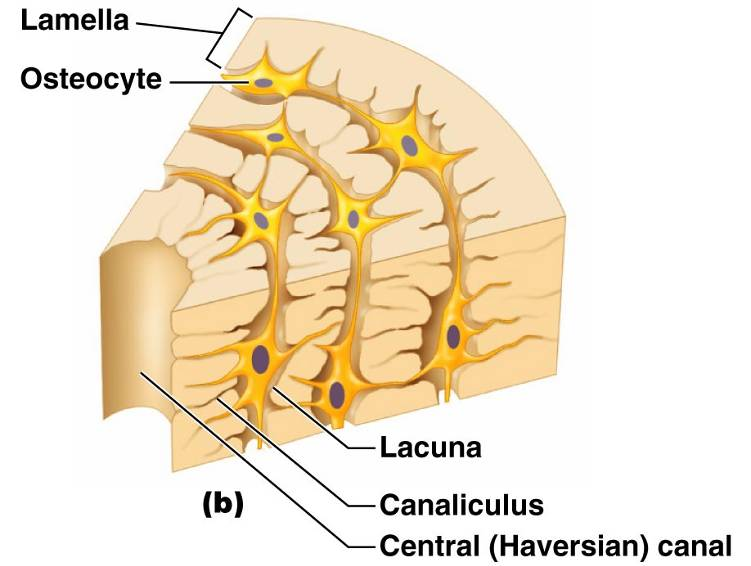 Lamella
Osteocyte
Lacuna
(b)
Canaliculus
Central (Haversian) canal